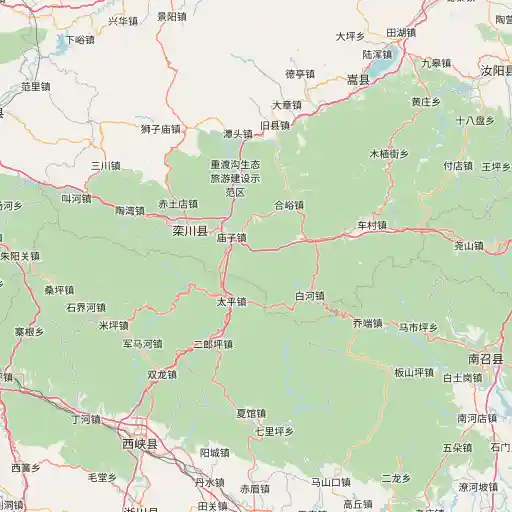 兴华镇
景阳镇
下峪镇
田湖镇
大坪乡
陆浑镇
九皋镇
汝阳县
德亭镇
嵩县
范里镇
大章镇
黄庄乡
旧县镇
十八盘乡
狮子庙镇
潭头镇
木植街乡
三川镇
重渡沟生态
旅游建设示
范区
付店镇
王坪乡
叫河镇
赤土店镇
陶湾镇
合峪镇
车村镇
栾川县
庙子镇
尧山镇
朱阳关镇
桑坪镇
石界河镇
太平镇
白河镇
米坪镇
乔端镇
马市坪乡
寨根乡
军马河镇
二郎坪镇
南召县
双龙镇
板山坪镇
白土岗镇
丁河镇
夏馆镇
南河店镇
七里坪乡
西峡县
五朵镇
阳城镇
西簧乡
毛堂乡
丹水镇
赤眉镇
马山口镇
二龙乡
潦河坡镇
田关镇
高丘镇